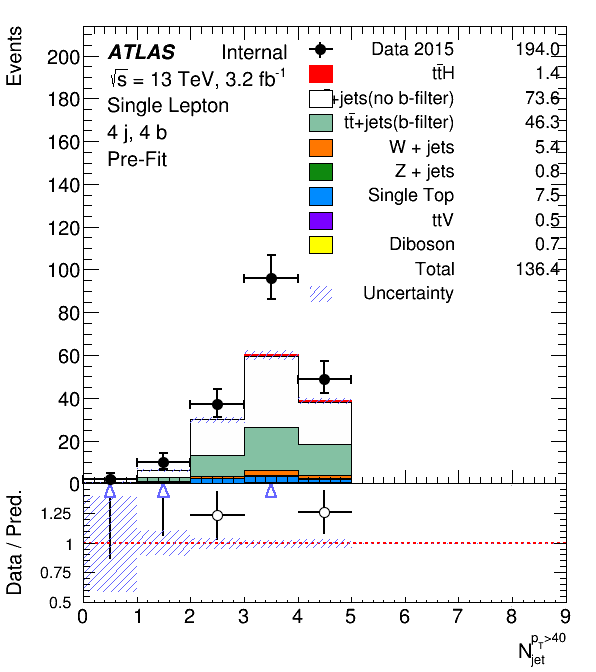 Events
ATLAS Internal
√s = 13 TeV, 3.2 fb⁻¹
Single Lepton
4 j, 4 b
Pre-Fit
Data 2015 194.0
tt̄H 1.4
+jets(no b-filter) 73.6
tt̄+jets(b-filter) 46.3
W + jets 5.4
Z + jets 0.8
Single Top 7.5
ttV 0.5
Diboson 0.7
Total 136.4
Uncertainty
200
180
160
140
120
100
80
60
40
20
0
Data / Pred.
1.25
1
0.75
0.5
0 1 2 3 4 5 6 7 8 9
N_jet^{p_T>40}